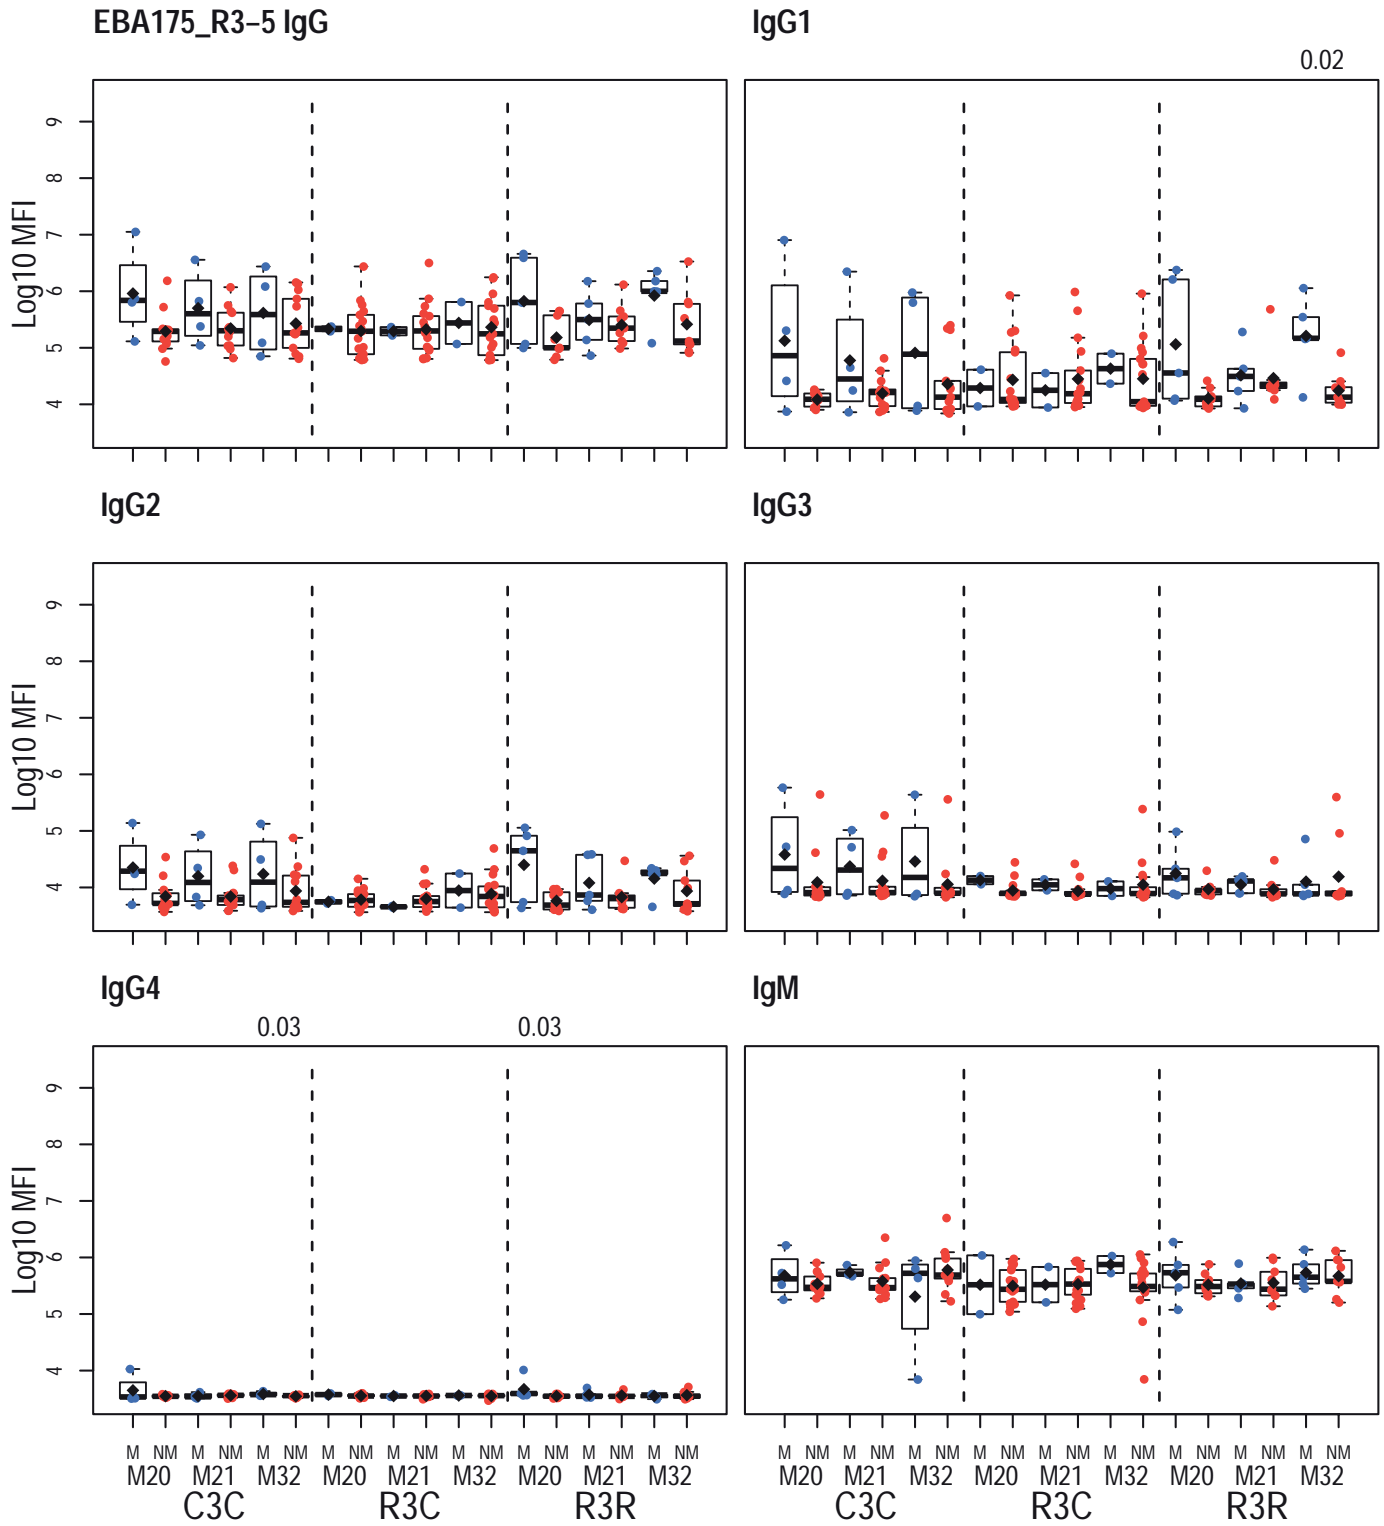 EBA175_R3–5 IgG
IgG1
0.02
Log10 MFI
9
8
7
6
5
4
IgG2
IgG3
Log10 MFI
9
8
7
6
5
4
IgG4
IgM
0.03
0.03
Log10 MFI
9
8
7
6
5
4
M NM M NM M NM M NM M NM M NM M NM M NM M NM
M20 M21 M32 M20 M21 M32 M20 M21 M32
C3C R3C R3R
M NM M NM M NM M NM M NM M NM M NM M NM M NM
M20 M21 M32 M20 M21 M32 M20 M21 M32
C3C R3C R3R